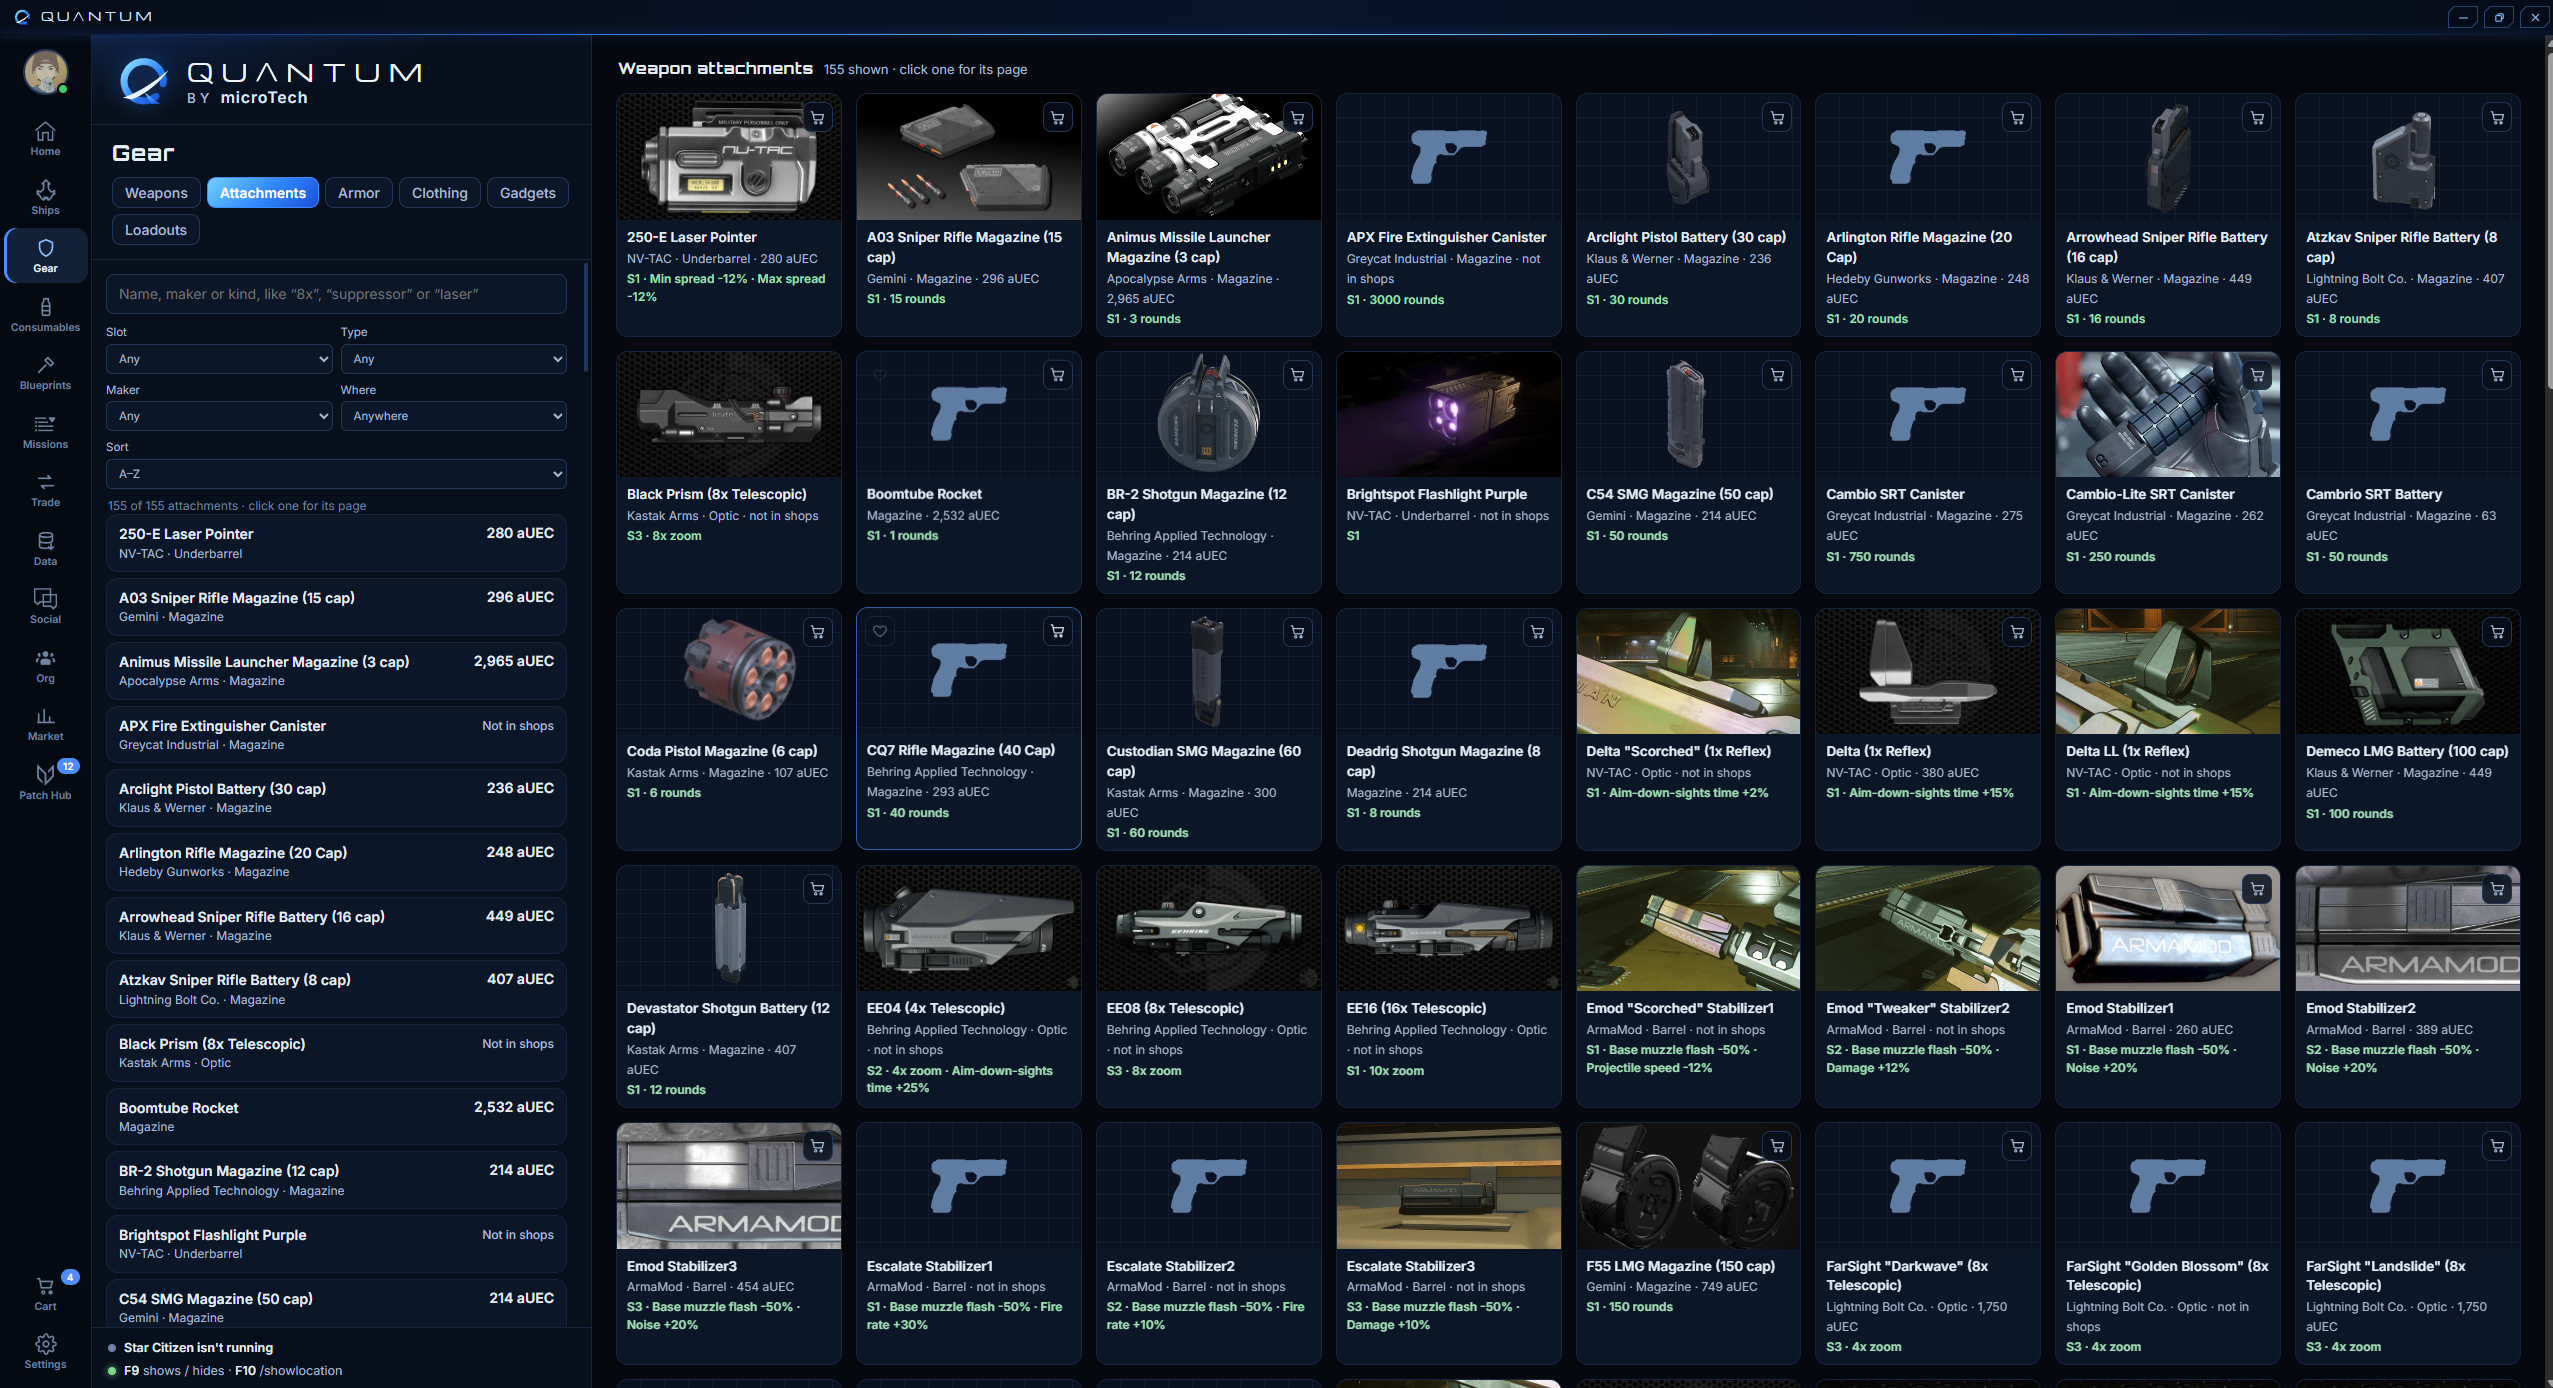 QUANTUM
QUANTUM
BY microTech
Home
Ships
Gear
Consumables
Blueprints
Missions
Trade
Data
Social
Org
Market
12
Patch Hub
4
Cart
Settings
Gear
Weapons
Attachments
Armor
Clothing
Gadgets
Loadouts
Name, maker or kind, like “8x”, “suppressor” or “laser”
Slot
Type
Any
Any
Maker
Where
Any
Anywhere
Sort
A–Z
155 of 155 attachments · click one for its page
250-E Laser Pointer
280 aUEC
NV-TAC · Underbarrel
A03 Sniper Rifle Magazine (15 cap)
296 aUEC
Gemini · Magazine
Animus Missile Launcher Magazine (3 cap)
2,965 aUEC
Apocalypse Arms · Magazine
APX Fire Extinguisher Canister
Not in shops
Greycat Industrial · Magazine
Arclight Pistol Battery (30 cap)
236 aUEC
Klaus & Werner · Magazine
Arlington Rifle Magazine (20 Cap)
248 aUEC
Hedeby Gunworks · Magazine
Arrowhead Sniper Rifle Battery (16 cap)
449 aUEC
Klaus & Werner · Magazine
Atzkav Sniper Rifle Battery (8 cap)
407 aUEC
Lightning Bolt Co. · Magazine
Black Prism (8x Telescopic)
Not in shops
Kastak Arms · Optic
Boomtube Rocket
2,532 aUEC
Magazine
BR-2 Shotgun Magazine (12 cap)
214 aUEC
Behring Applied Technology · Magazine
Brightspot Flashlight Purple
Not in shops
NV-TAC · Underbarrel
C54 SMG Magazine (50 cap)
214 aUEC
Gemini · Magazine
Star Citizen isn't running
F9 shows / hides · F10 /showlocation
Weapon attachments 155 shown · click one for its page
MILITARY PERSONNEL ONLY
NU-TAC
250-E Laser Pointer
NV-TAC · Underbarrel · 280 aUEC
S1 · Min spread -12% · Max spread
-12%
A03 Sniper Rifle Magazine (15
cap)
Gemini · Magazine · 296 aUEC
S1 · 15 rounds
Animus Missile Launcher
Magazine (3 cap)
Apocalypse Arms · Magazine ·
2,965 aUEC
S1 · 3 rounds
APX Fire Extinguisher Canister
Greycat Industrial · Magazine · not
in shops
S1 · 3000 rounds
Arclight Pistol Battery (30 cap)
Klaus & Werner · Magazine · 236
aUEC
S1 · 30 rounds
Arlington Rifle Magazine (20
Cap)
Hedeby Gunworks · Magazine · 248
aUEC
S1 · 20 rounds
Arrowhead Sniper Rifle Battery
(16 cap)
Klaus & Werner · Magazine · 449
aUEC
S1 · 16 rounds
Atzkav Sniper Rifle Battery (8
cap)
Lightning Bolt Co. · Magazine · 407
aUEC
S1 · 8 rounds
Black Prism (8x Telescopic)
Kastak Arms · Optic · not in shops
S3 · 8x zoom
Boomtube Rocket
Magazine · 2,532 aUEC
S1 · 1 rounds
BR-2 Shotgun Magazine (12
cap)
Behring Applied Technology ·
Magazine · 214 aUEC
S1 · 12 rounds
Brightspot Flashlight Purple
NV-TAC · Underbarrel · not in shops
S1
C54 SMG Magazine (50 cap)
Gemini · Magazine · 214 aUEC
S1 · 50 rounds
Cambio SRT Canister
Greycat Industrial · Magazine · 275
aUEC
S1 · 750 rounds
Cambio-Lite SRT Canister
Greycat Industrial · Magazine · 262
aUEC
S1 · 250 rounds
Cambrio SRT Battery
Greycat Industrial · Magazine · 63
aUEC
S1 · 50 rounds
Coda Pistol Magazine (6 cap)
Kastak Arms · Magazine · 107 aUEC
S1 · 6 rounds
CQ7 Rifle Magazine (40 Cap)
Behring Applied Technology ·
Magazine · 293 aUEC
S1 · 40 rounds
Custodian SMG Magazine (60
cap)
Kastak Arms · Magazine · 300
aUEC
S1 · 60 rounds
Deadrig Shotgun Magazine (8
cap)
Magazine · 214 aUEC
S1 · 8 rounds
Delta "Scorched" (1x Reflex)
NV-TAC · Optic · not in shops
S1 · Aim-down-sights time +2%
Delta (1x Reflex)
NV-TAC · Optic · 380 aUEC
S1 · Aim-down-sights time +15%
Delta LL (1x Reflex)
NV-TAC · Optic · not in shops
S1 · Aim-down-sights time +15%
Demeco LMG Battery (100 cap)
Klaus & Werner · Magazine · 449
aUEC
S1 · 100 rounds
Devastator Shotgun Battery (12
cap)
Kastak Arms · Magazine · 407
aUEC
S1 · 12 rounds
EE04 (4x Telescopic)
Behring Applied Technology · Optic
· not in shops
S2 · 4x zoom · Aim-down-sights
time +25%
BEHRING
EE08 (8x Telescopic)
Behring Applied Technology · Optic
· not in shops
S3 · 8x zoom
BEHRING
EE16 (16x Telescopic)
Behring Applied Technology · Optic
· not in shops
S1 · 10x zoom
ARMAMOD
Emod "Scorched" Stabilizer1
ArmaMod · Barrel · not in shops
S1 · Base muzzle flash -50% ·
Projectile speed -12%
ARMAMOD
Emod "Tweaker" Stabilizer2
ArmaMod · Barrel · not in shops
S2 · Base muzzle flash -50% ·
Damage +12%
ARMAMOD
Emod Stabilizer1
ArmaMod · Barrel · 260 aUEC
S1 · Base muzzle flash -50% ·
Noise +20%
ARMAMOD
Emod Stabilizer2
ArmaMod · Barrel · 389 aUEC
S2 · Base muzzle flash -50% ·
Noise +20%
ARMAMOD
Emod Stabilizer3
ArmaMod · Barrel · 454 aUEC
S3 · Base muzzle flash -50% ·
Noise +20%
Escalate Stabilizer1
ArmaMod · Barrel · not in shops
S1 · Base muzzle flash -50% · Fire
rate +30%
Escalate Stabilizer2
ArmaMod · Barrel · not in shops
S2 · Base muzzle flash -50% · Fire
rate +10%
ARMAMOD
Escalate Stabilizer3
ArmaMod · Barrel · not in shops
S3 · Base muzzle flash -50% ·
Damage +10%
F55 LMG Magazine (150 cap)
Gemini · Magazine · 749 aUEC
S1 · 150 rounds
FarSight "Darkwave" (8x
Telescopic)
Lightning Bolt Co. · Optic · 1,750
aUEC
S3 · 4x zoom
FarSight "Golden Blossom" (8x
Telescopic)
Lightning Bolt Co. · Optic · not in
shops
S3 · 4x zoom
FarSight "Landslide" (8x
Telescopic)
Lightning Bolt Co. · Optic · 1,750
aUEC
S3 · 4x zoom